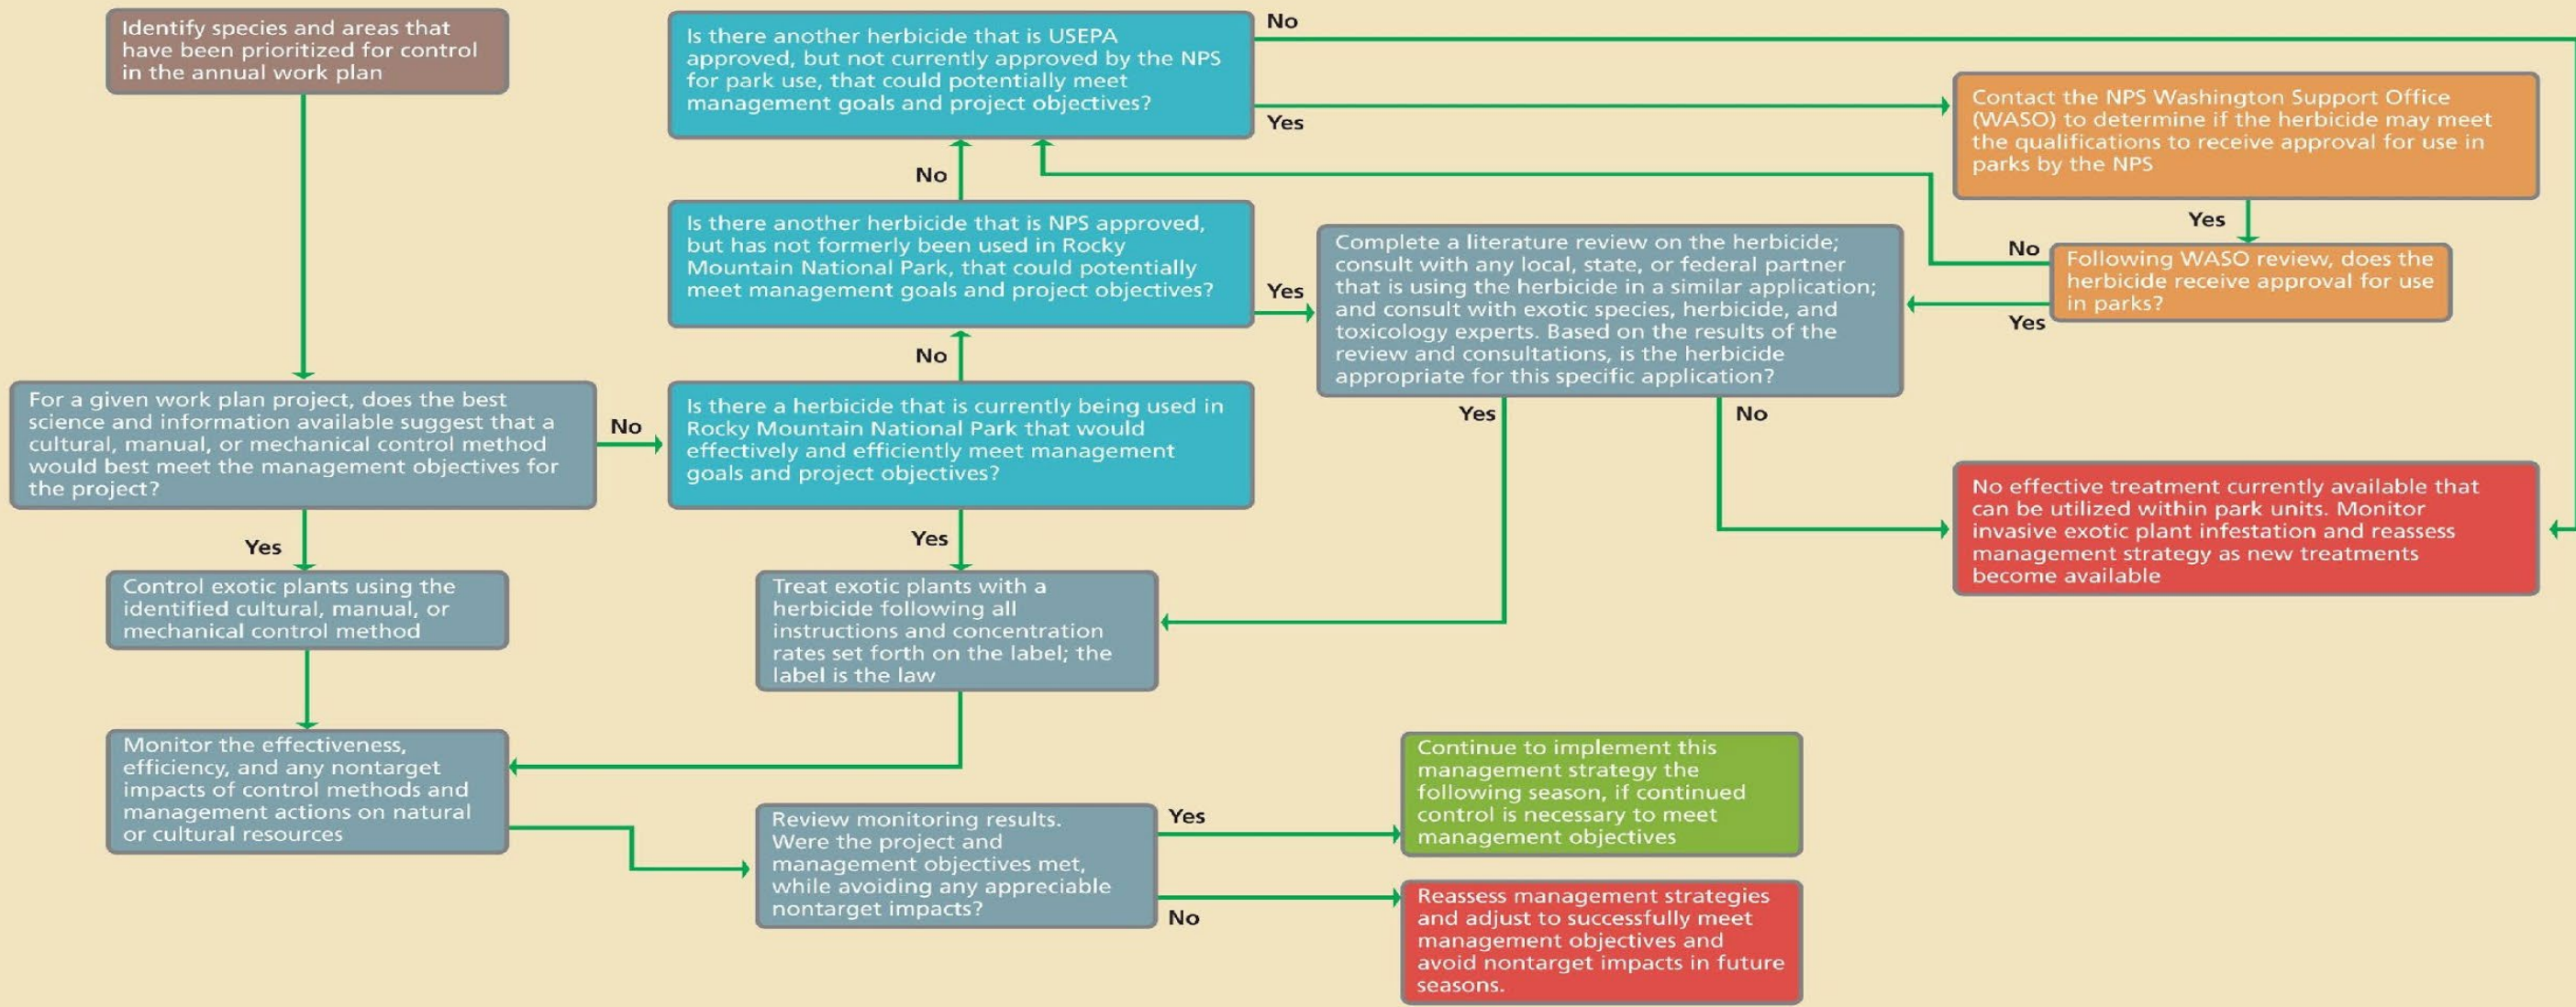 Identify species and areas that
have been prioritized for control
in the annual work plan
Is there another herbicide that is USEPA
approved, but not currently approved by the NPS
for park use, that could potentially meet
management goals and project objectives?
No
Yes
Contact the NPS Washington Support Office
(WASO) to determine if the herbicide may meet
the qualifications to receive approval for use in
parks by the NPS
No
Is there another herbicide that is NPS approved,
but has not formerly been used in Rocky
Mountain National Park, that could potentially
meet management goals and project objectives?
Yes
Complete a literature review on the herbicide;
consult with any local, state, or federal partner
that is using the herbicide in a similar application;
and consult with exotic species, herbicide, and
toxicology experts. Based on the results of the
review and consultations, is the herbicide
appropriate for this specific application?
Yes
No
Following WASO review, does the
herbicide receive approval for use
in parks?
Yes
No
For a given work plan project, does the best
science and information available suggest that a
cultural, manual, or mechanical control method
would best meet the management objectives for
the project?
No
Is there a herbicide that is currently being used in
Rocky Mountain National Park that would
effectively and efficiently meet management
goals and project objectives?
Yes
No
No effective treatment currently available that
can be utilized within park units. Monitor
invasive exotic plant infestation and reassess
management strategy as new treatments
become available
Yes
Yes
Control exotic plants using the
identified cultural, manual, or
mechanical control method
Treat exotic plants with a
herbicide following all
instructions and concentration
rates set forth on the label; the
label is the law
Monitor the effectiveness,
efficiency, and any nontarget
impacts of control methods and
management actions on natural
or cultural resources
Review monitoring results.
Were the project and
management objectives met,
while avoiding any appreciable
nontarget impacts?
Yes
No
Continue to implement this
management strategy the
following season, if continued
control is necessary to meet
management objectives
Reassess management strategies
and adjust to successfully meet
management objectives and
avoid nontarget impacts in future
seasons.